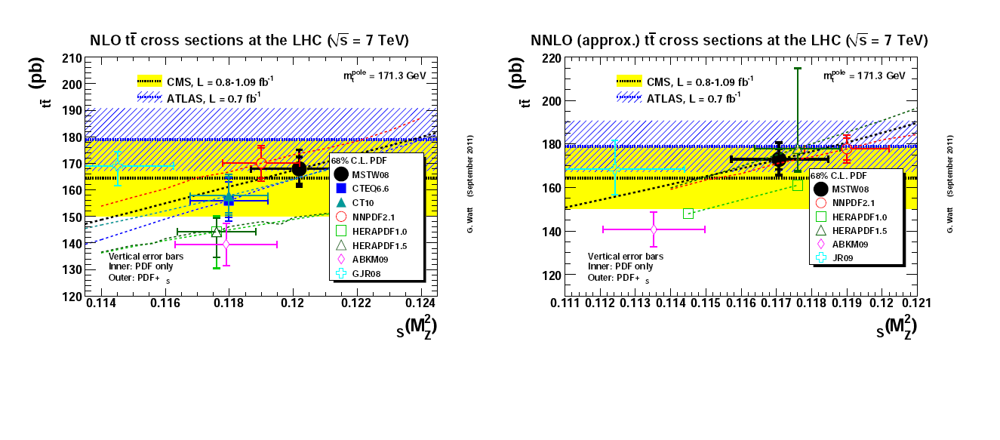 NLO tt̄ cross sections at the LHC (√s = 7 TeV)
210
200
190
180
170
160
150
140
130
120
tt̄ (pb)
CMS, L = 0.8-1.09 fb⁻¹
ATLAS, L = 0.7 fb⁻¹
mₜᵖᵒˡᵉ = 171.3 GeV
68% C.L. PDF
MSTW08
CTEQ6.6
CT10
NNPDF2.1
HERAPDF1.0
HERAPDF1.5
ABKM09
GJR08
Vertical error bars
Inner: PDF only
Outer: PDF+ s
0.114 0.116 0.118 0.12 0.122 0.124
S(M²Z)
G. Watt (September 2011)
NNLO (approx.) tt̄ cross sections at the LHC (√s = 7 TeV)
220
200
180
160
140
120
tt̄ (pb)
CMS, L = 0.8-1.09 fb⁻¹
ATLAS, L = 0.7 fb⁻¹
mₜᵖᵒˡᵉ = 171.3 GeV
68% C.L. PDF
MSTW08
NNPDF2.1
HERAPDF1.0
HERAPDF1.5
ABKM09
JR09
Vertical error bars
Inner: PDF only
Outer: PDF+ s
0.111 0.112 0.113 0.114 0.115 0.116 0.117 0.118 0.119 0.12 0.121
S(M²Z)
G. Watt (September 2011)